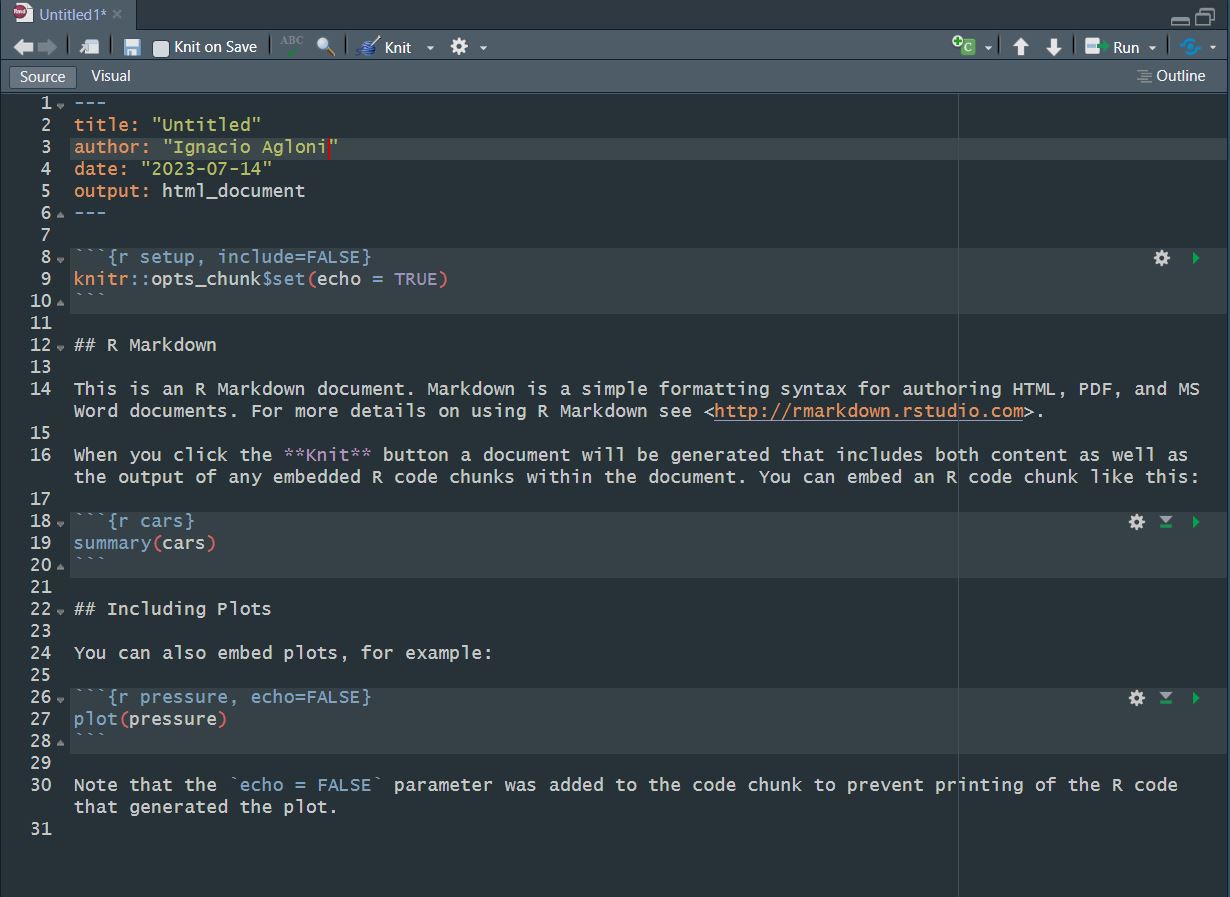 Rmd Untitled1*
Knit on Save ABC Knit C Run
Source Visual Outline
1 ---
2 title: "Untitled"
3 author: "Ignacio Agloni"
4 date: "2023-07-14"
5 output: html_document
6 ---
7
8 ```{r setup, include=FALSE}
9 knitr::opts_chunk$set(echo = TRUE)
10 ```
11
12 ## R Markdown
13
14 This is an R Markdown document. Markdown is a simple formatting syntax for authoring HTML, PDF, and MS
Word documents. For more details on using R Markdown see <http://rmarkdown.rstudio.com>.
15
16 When you click the **Knit** button a document will be generated that includes both content as well as
the output of any embedded R code chunks within the document. You can embed an R code chunk like this:
17
18 ```{r cars}
19 summary(cars)
20 ```
21
22 ## Including Plots
23
24 You can also embed plots, for example:
25
26 ```{r pressure, echo=FALSE}
27 plot(pressure)
28 ```
29
30 Note that the `echo = FALSE` parameter was added to the code chunk to prevent printing of the R code
that generated the plot.
31